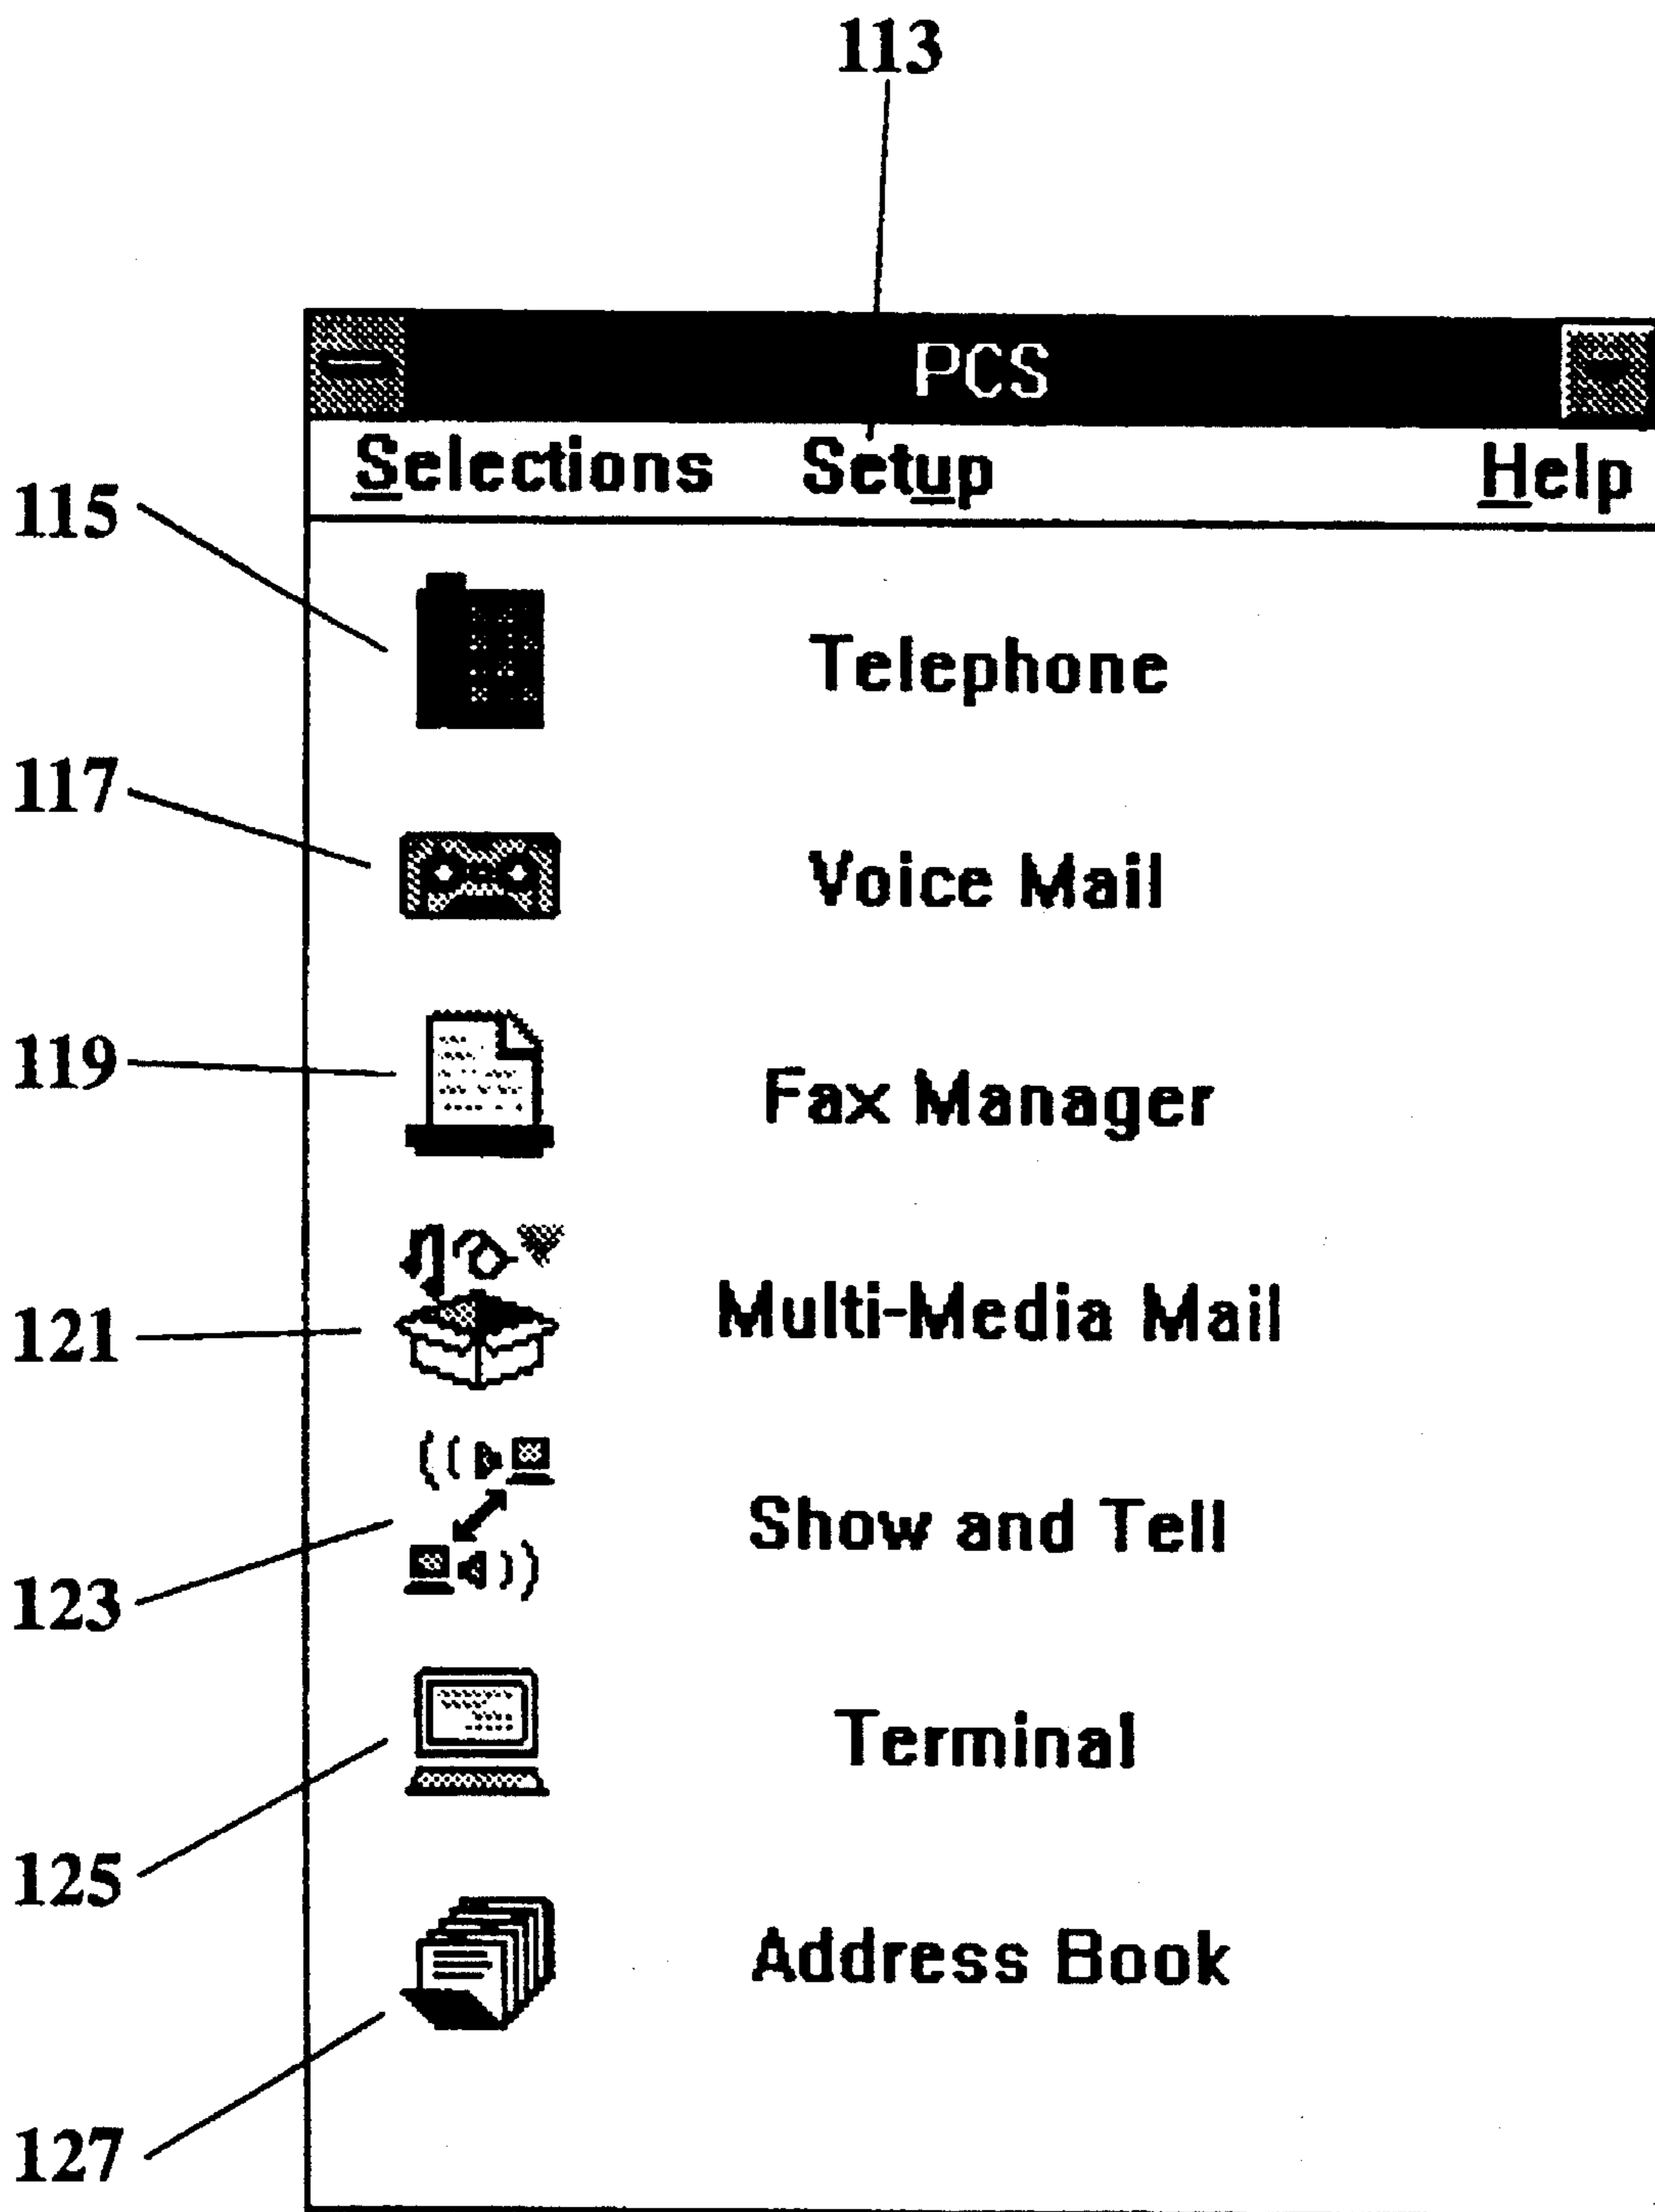 113
PCS
Selections Setup Help
115
Telephone
117
Voice Mail
119
Fax Manager
121
Multi-Media Mail
123
Show and Tell
125
Terminal
127
Address Book